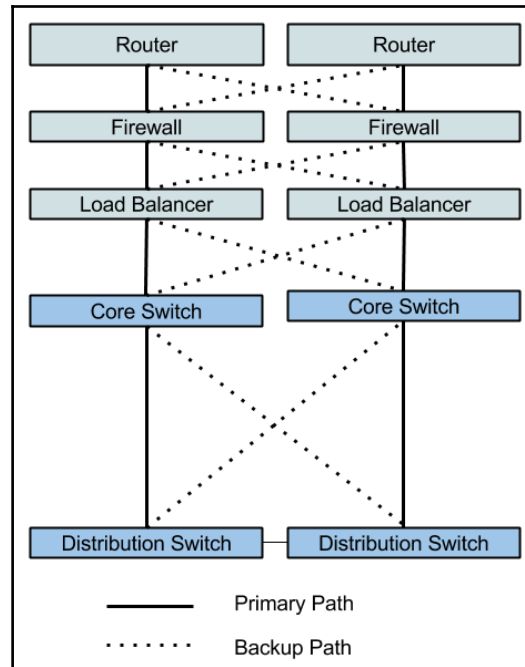 Router Router
Firewall Firewall
Load Balancer Load Balancer
Core Switch Core Switch
Distribution Switch Distribution Switch
Primary Path
Backup Path